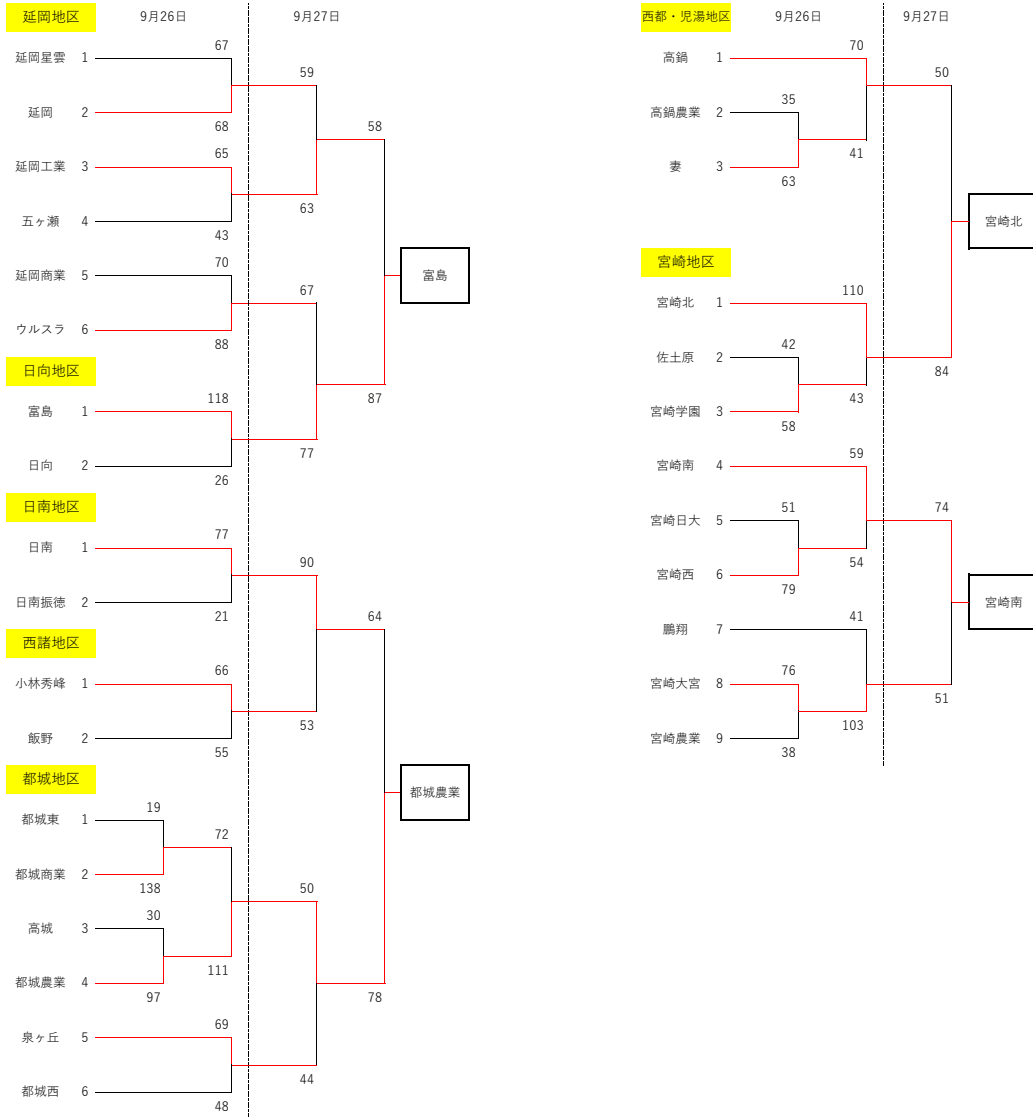 延岡地区 9月26日 9月27日
延岡星雲 1 67
59
延岡 2 68
58
延岡工業 3 65
63
五ヶ瀬 4 43
延岡商業 5 70
富島
67
ウルスラ 6 88
日向地区
87
富島 1 118
77
日向 2 26
日南地区
日南 1 77
90
日南振徳 2 21
64
西諸地区
小林秀峰 1 66
53
飯野 2 55
都城地区
都城農業
都城東 1 19
72
都城商業 2 138
50
高城 3 30
111
都城農業 4 97
78
泉ヶ丘 5 69
44
都城西 6 48
西都・児湯地区 9月26日 9月27日
高鍋 1 70
50
高鍋農業 2 35
41
妻 3 63
宮崎北
宮崎地区
宮崎北 1 110
佐土原 2 42
84
43
宮崎学園 3 58
宮崎南 4 59
74
宮崎日大 5 51
54
宮崎西 6 79
宮崎南
鵬翔 7 41
宮崎大宮 8 76
51
103
宮崎農業 9 38